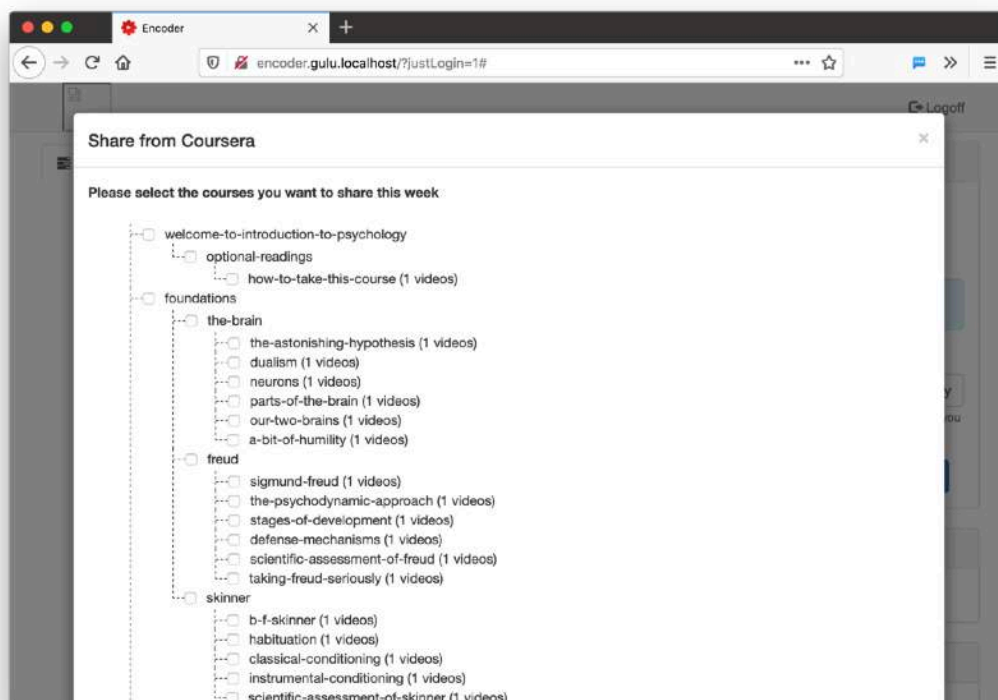 Encoder
encoder.gulu.localhost/?justLogin=1#
Logoff
Share from Coursera
Please select the courses you want to share this week
welcome-to-introduction-to-psychology
optional-readings
how-to-take-this-course (1 videos)
foundations
the-brain
the-astonishing-hypothesis (1 videos)
dualism (1 videos)
neurons (1 videos)
parts-of-the-brain (1 videos)
our-two-brains (1 videos)
a-bit-of-humility (1 videos)
freud
sigmund-freud (1 videos)
the-psychodynamic-approach (1 videos)
stages-of-development (1 videos)
defense-mechanisms (1 videos)
scientific-assessment-of-freud (1 videos)
taking-freud-seriously (1 videos)
skinner
b-f-skinner (1 videos)
habituation (1 videos)
classical-conditioning (1 videos)
instrumental-conditioning (1 videos)
scientific-assessment-of-skinner (1 videos)